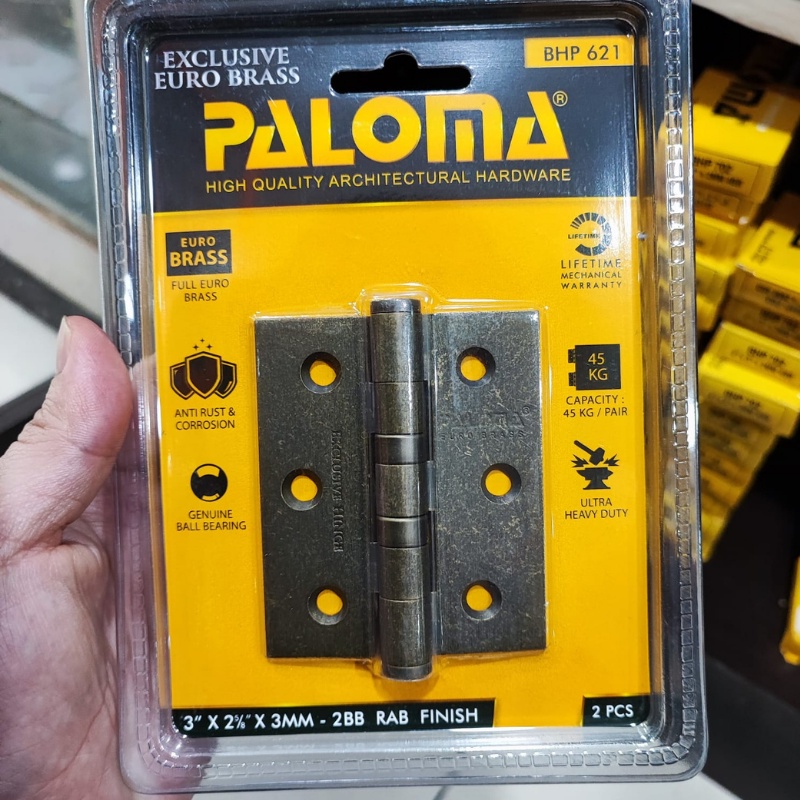 EXCLUSIVE
EURO BRASS
BHP 621
PALOMA®
HIGH QUALITY ARCHITECTURAL HARDWARE
EURO
BRASS
FULL EURO
BRASS
LIFETIME
LIFETIME
MECHANICAL
WARRANTY
ANTI RUST &
CORROSION
45
KG
CAPACITY :
45 KG / PAIR
GENUINE
BALL BEARING
ULTRA
HEAVY DUTY
PALOMA®
EURO BRASS
EXCLUSIVE HINGE
3" X 2⅝" X 3MM - 2BB RAB FINISH
2 PCS